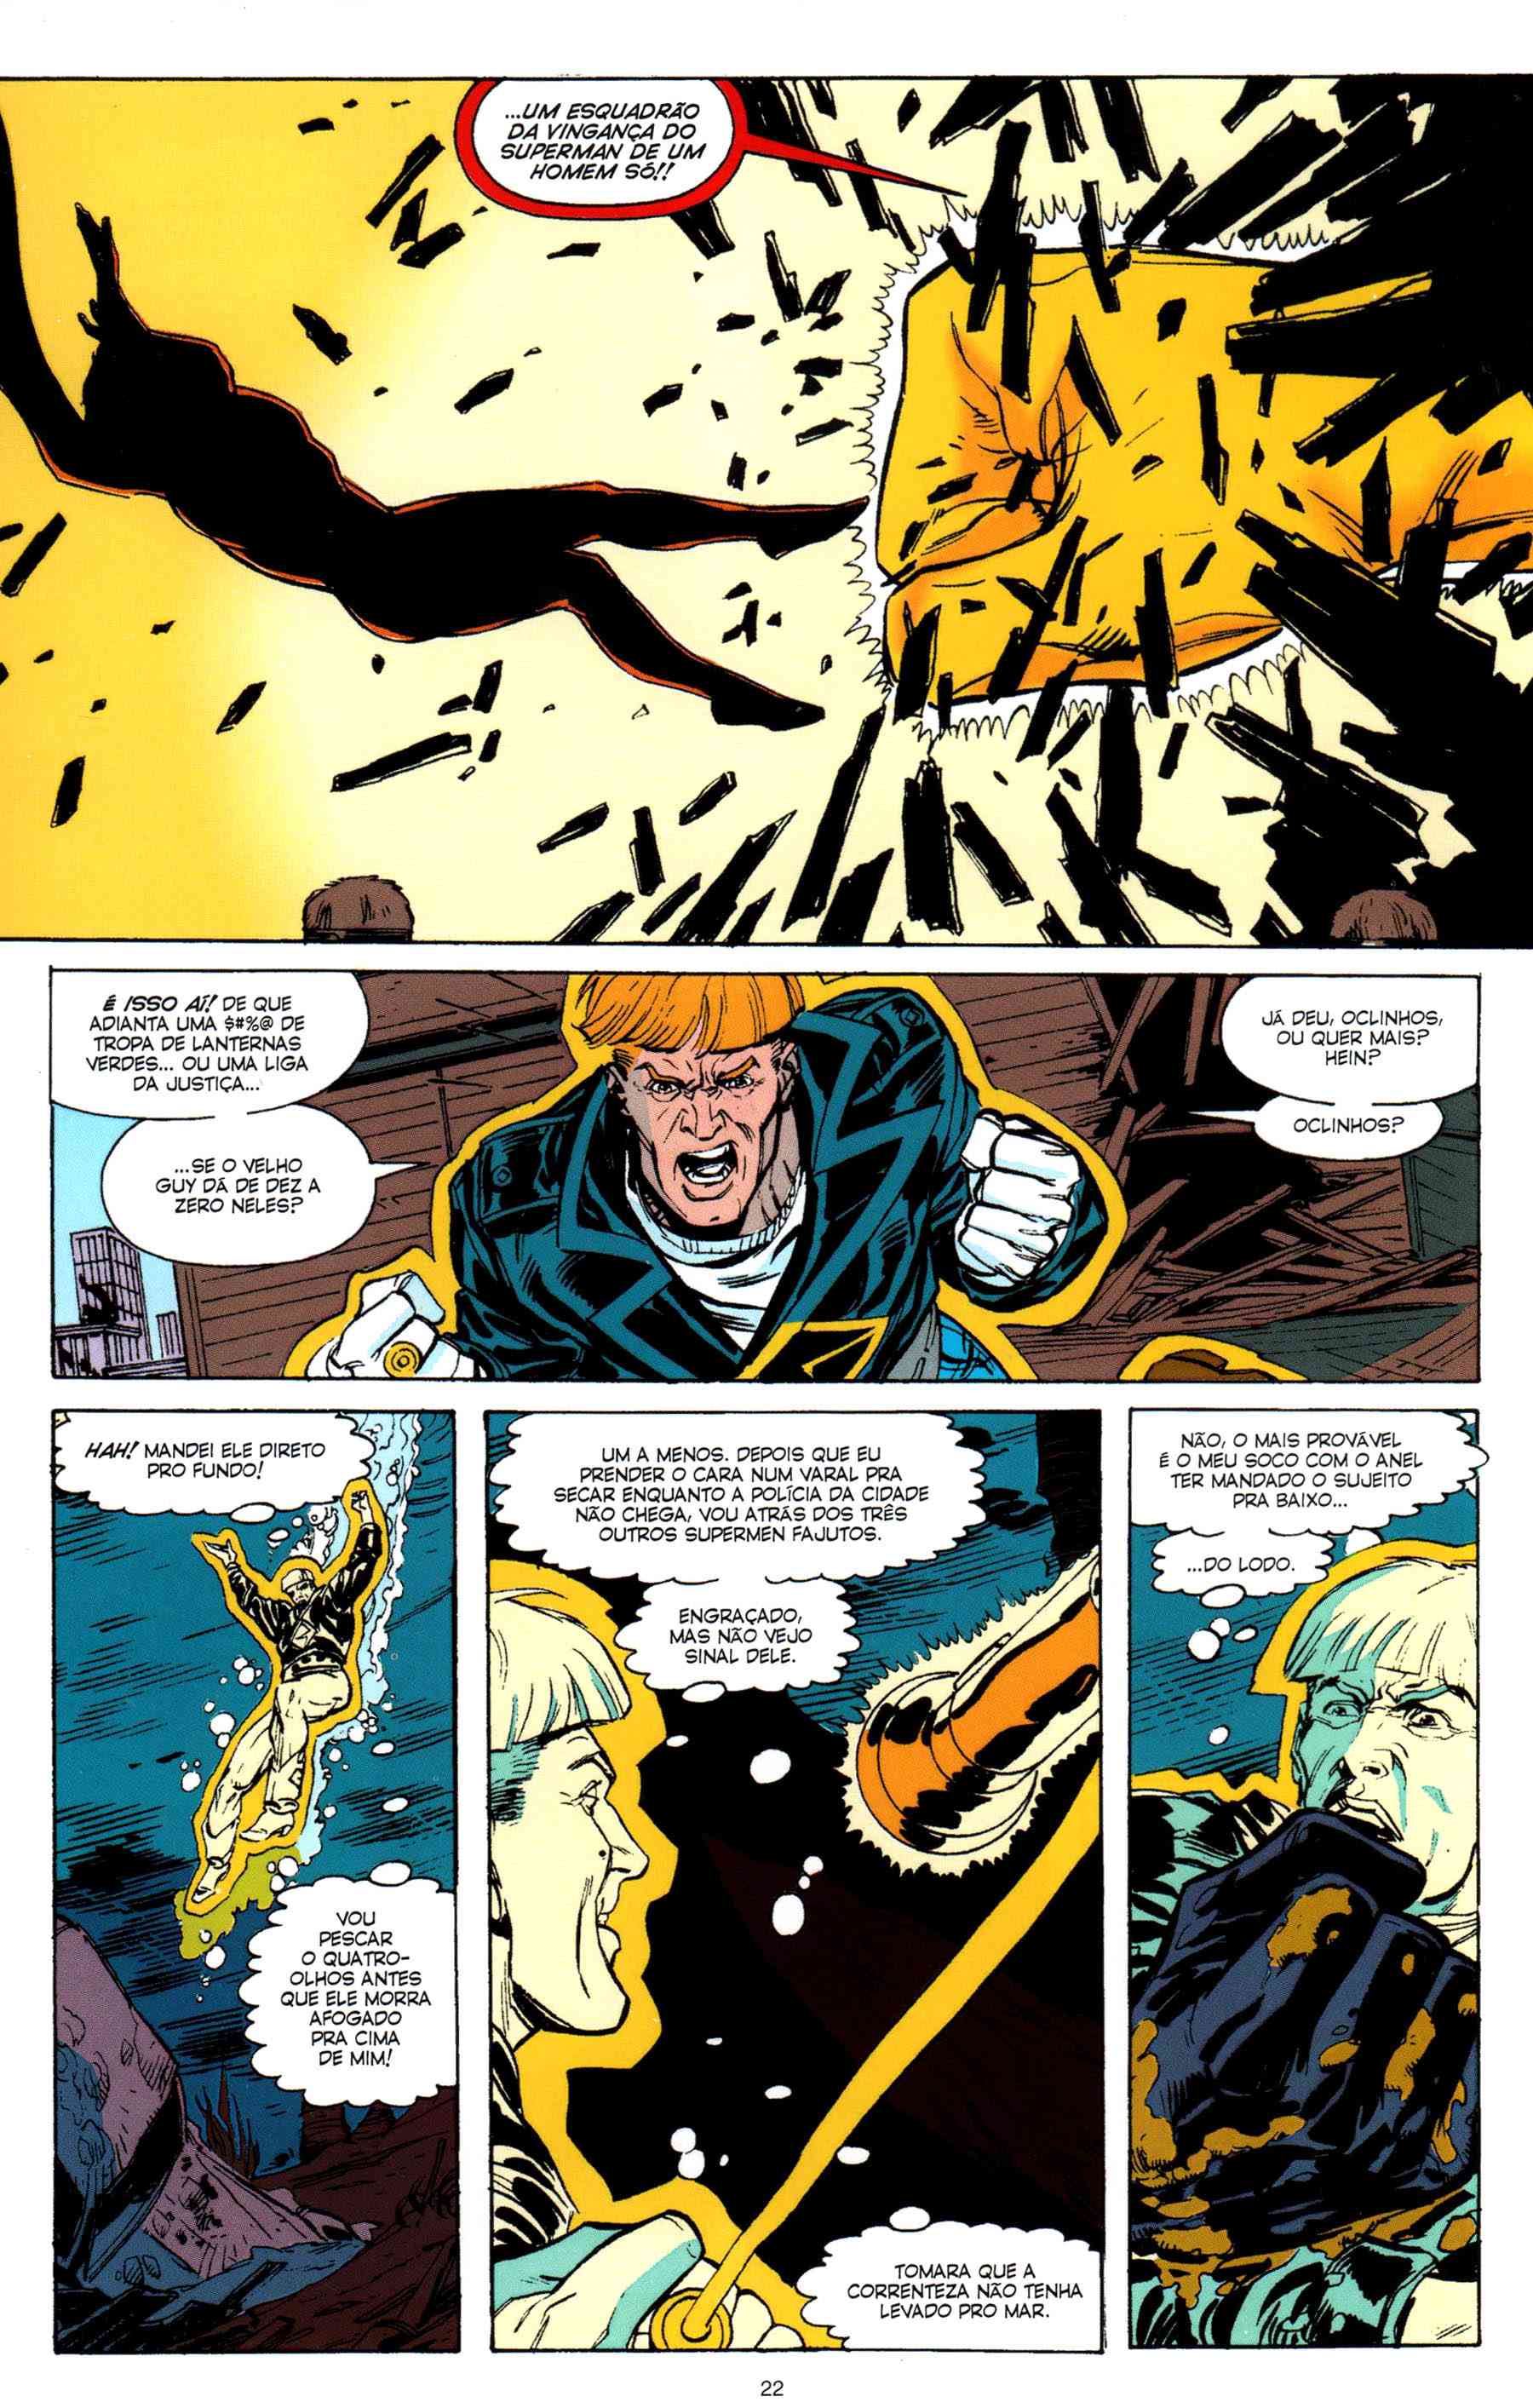 ...UM ESQUADRÃO
DA VINGANÇA DO
SUPERMAN DE UM
HOMEM SÓ!!
É ISSO AÍ! DE QUE
ADIANTA UMA $#%@ DE
TROPA DE LANTERNAS
VERDES... OU UMA LIGA
DA JUSTIÇA...
...SE O VELHO
GUY DÁ DE DEZ A
ZERO NELES?
JÁ DEU, OCLINHOS,
OU QUER MAIS?
HEIN?
OCLINHOS?
HAH! MANDEI ELE DIRETO
PRO FUNDO!
VOU
PESCAR
O QUATRO-
OLHOS ANTES
QUE ELE MORRA
AFOGADO
PRA CIMA
DE MIM!
UM A MENOS. DEPOIS QUE EU
PRENDER O CARA NUM VARAL PRA
SECAR ENQUANTO A POLÍCIA DA CIDADE
NÃO CHEGA, VOU ATRÁS DOS TRÊS
OUTROS SUPERMEN FAJUTOS.
ENGRAÇADO,
MAS NÃO VEJO
SINAL DELE.
TOMARA QUE A
CORRENTEZA NÃO TENHA
LEVADO PRO MAR.
NÃO, O MAIS PROVÁVEL
É O MEU SOCO COM O ANEL
TER MANDADO O SUJEITO
PRA BAIXO...
...DO LODO.
22